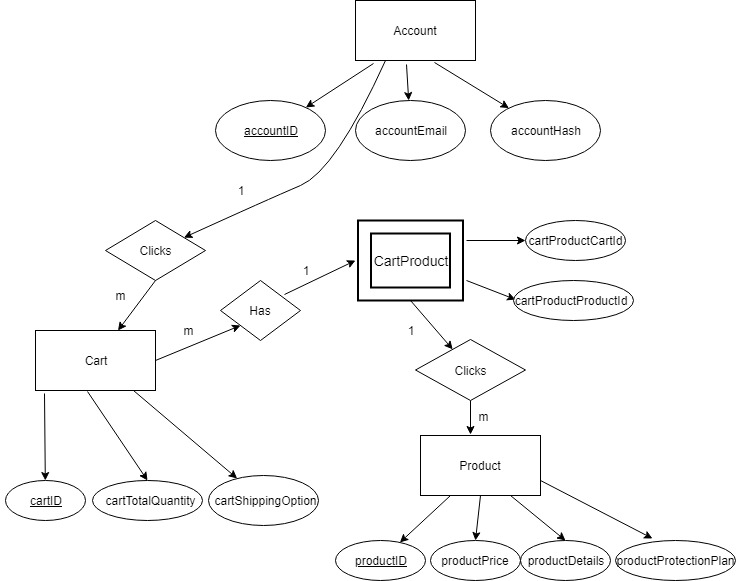 Account
accountID
accountEmail
accountHash
1
Clicks
cartProductCartId
CartProduct
1
Has
cartProductProductId
m
m
1
Cart
Clicks
m
Product
cartID
cartTotalQuantity
cartShippingOption
productID
productPrice
productDetails
productProtectionPlan